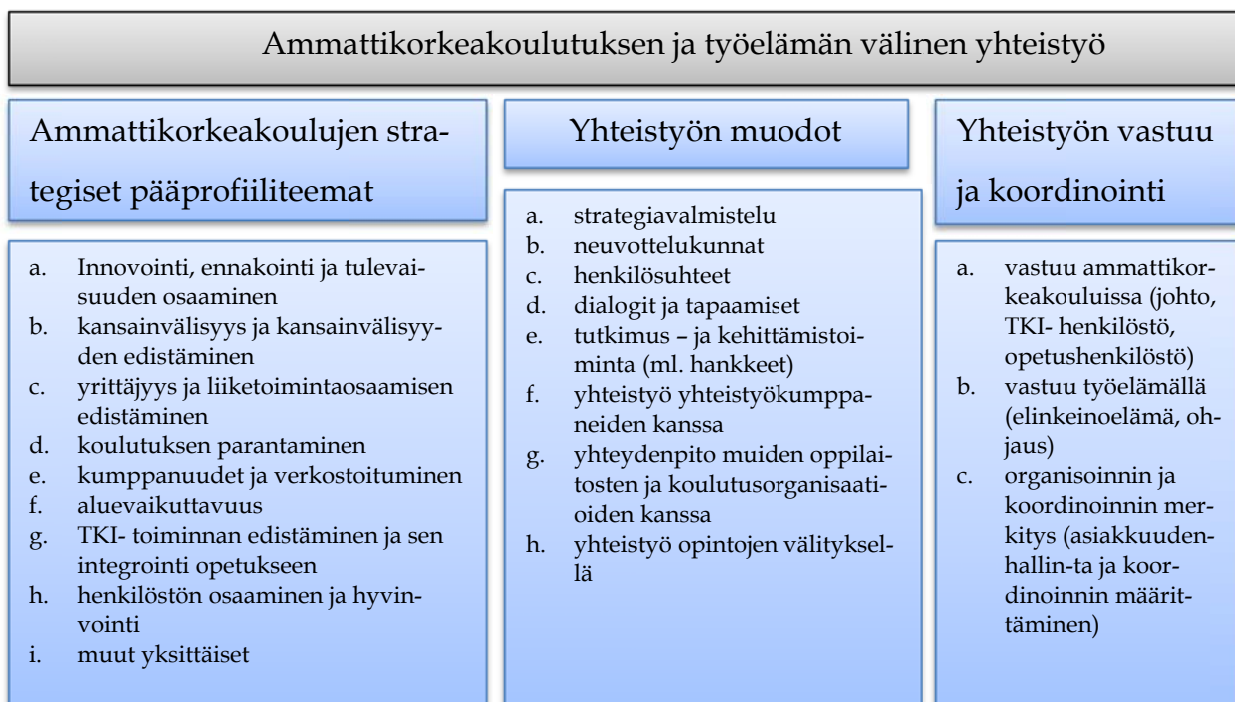 Ammattikorkeakoulutuksen ja työelämän välinen yhteistyö
Ammattikorkeakoulujen stra-
tegiset pääprofiiliteemat
a. Innovointi, ennakointi ja tulevai-
suuden osaaminen
b. kansainvälisyys ja kansainvälisyy-
den edistäminen
c. yrittäjyys ja liiketoimintaosaamisen
edistäminen
d. koulutuksen parantaminen
e. kumppanuudet ja verkostoituminen
f. aluevaikuttavuus
g. TKI- toiminnan edistäminen ja sen
integrointi opetukseen
h. henkilöstön osaaminen ja hyvin-
vointi
i. muut yksittäiset
Yhteistyön muodot
a. strategiavalmistelu
b. neuvottelukunnat
c. henkilösuhteet
d. dialogit ja tapaamiset
e. tutkimus – ja kehittämistoi-
minta (ml. hankkeet)
f. yhteistyö yhteistyökumppa-
neiden kanssa
g. yhteydenpito muiden oppilai-
tosten ja koulutusorganisaati-
oiden kanssa
h. yhteistyö opintojen välityksel-
lä
Yhteistyön vastuu
ja koordinointi
a. vastuu ammattikor-
keakouluissa (johto,
TKI- henkilöstö,
opetushenkilöstö)
b. vastuu työelämällä
(elinkeinoelämä, oh-
jaus)
c. organisoinnin ja
koordinoinnin mer-
kitys (asiakkuuden-
hallin-ta ja koor-
dinoinnin määrit-
täminen)